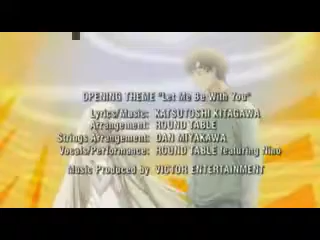 OPENING THEME "Let Me Be With You"
Lyrics/Music: KATSUTOSHI KITAGAWA
Arrangement: ROUND TABLE
Strings Arrangement: DAN MIYAKAWA
Vocals/Performance: ROUND TABLE featuring Nino
Music Produced by VICTOR ENTERTAINMENT